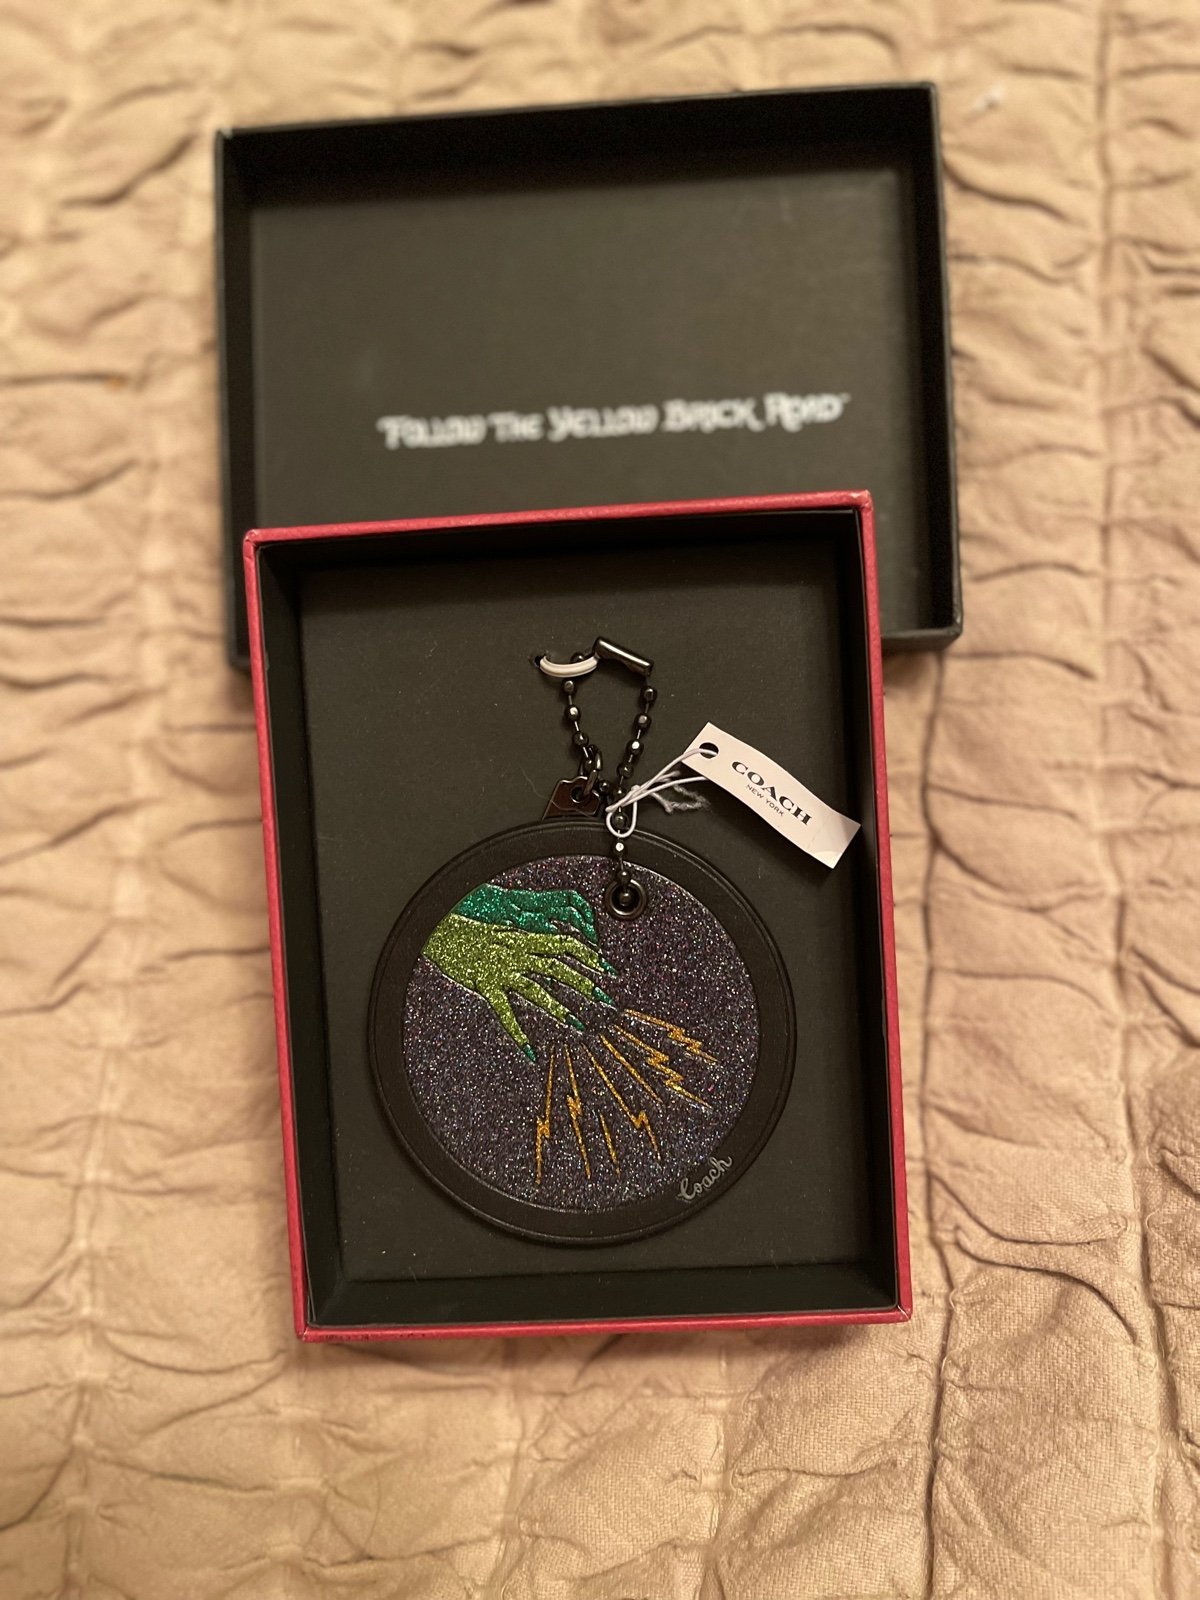 "FOLLOW THE YELLOW BRICK ROAD"
COACH
NEW YORK
Coach